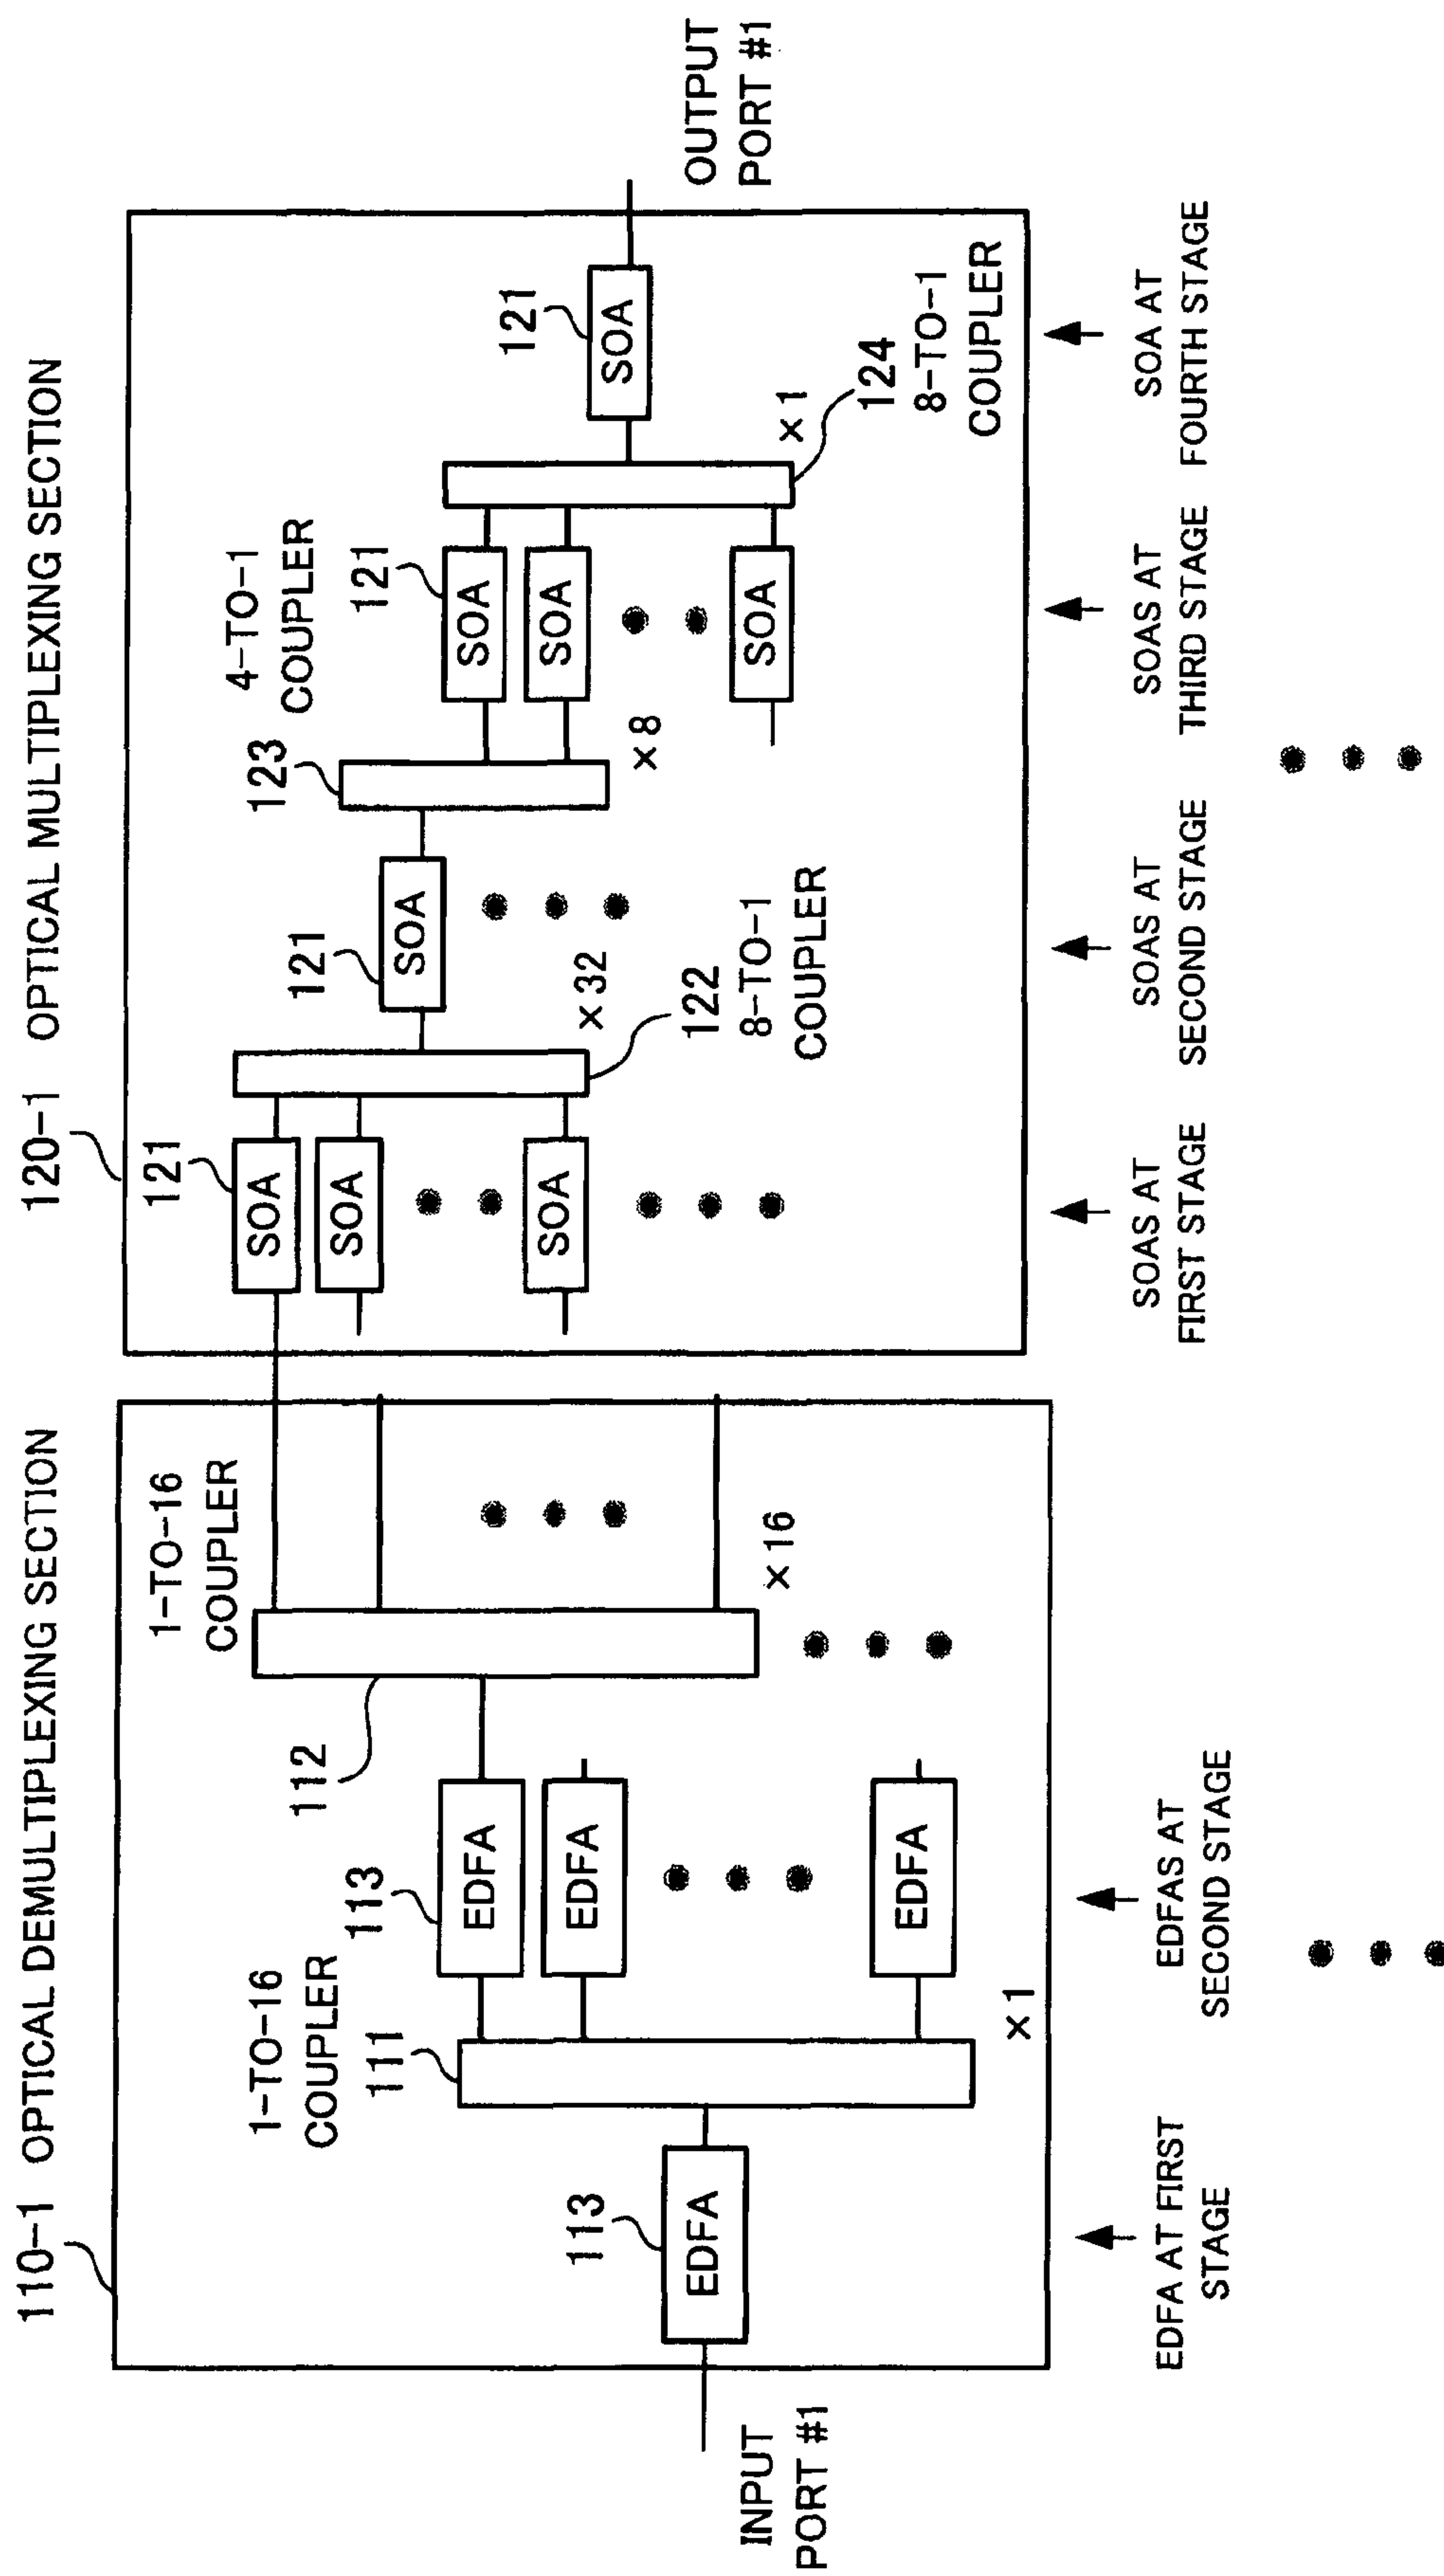 110-1 OPTICAL DEMULTIPLEXING SECTION
INPUT
PORT #1
113
EDFA
1-TO-16
COUPLER
111
×1
113
EDFA
EDFA
EDFA
112
1-TO-16
COUPLER
×16
EDFA AT FIRST
STAGE
EDFAS AT
SECOND STAGE
120-1 OPTICAL MULTIPLEXING SECTION
121
SOA
SOA
SOA
×32
122
8-TO-1
COUPLER
121
SOA
123
4-TO-1
COUPLER
×8
121
SOA
SOA
SOA
×1
124
8-TO-1
COUPLER
121
SOA
OUTPUT
PORT #1
SOAS AT
FIRST STAGE
SOAS AT
SECOND STAGE
SOAS AT
THIRD STAGE
SOA AT
FOURTH STAGE